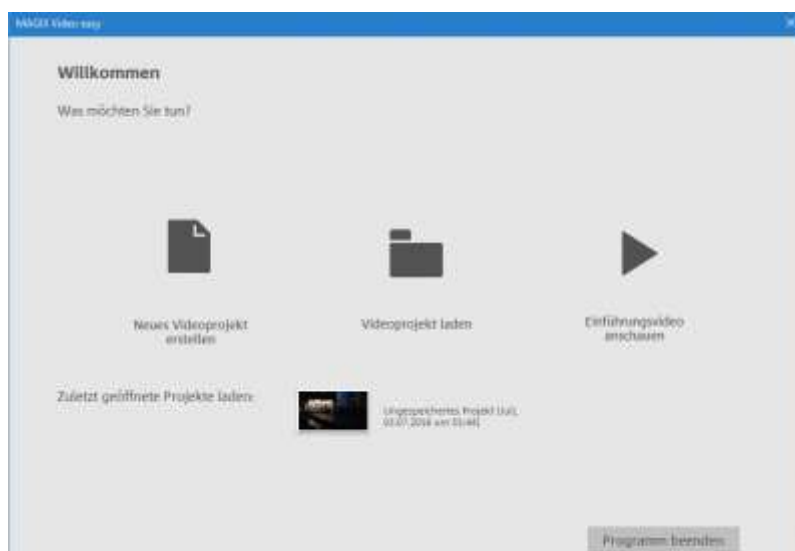 MAGIX Video easy
Willkommen
Was möchten Sie tun?
Neues Videoprojekt
erstellen
Videoprojekt laden
Einführungsvideo
anschauen
Zuletzt geöffnete Projekte laden:
Ungespeichertes Projekt
Programm beenden